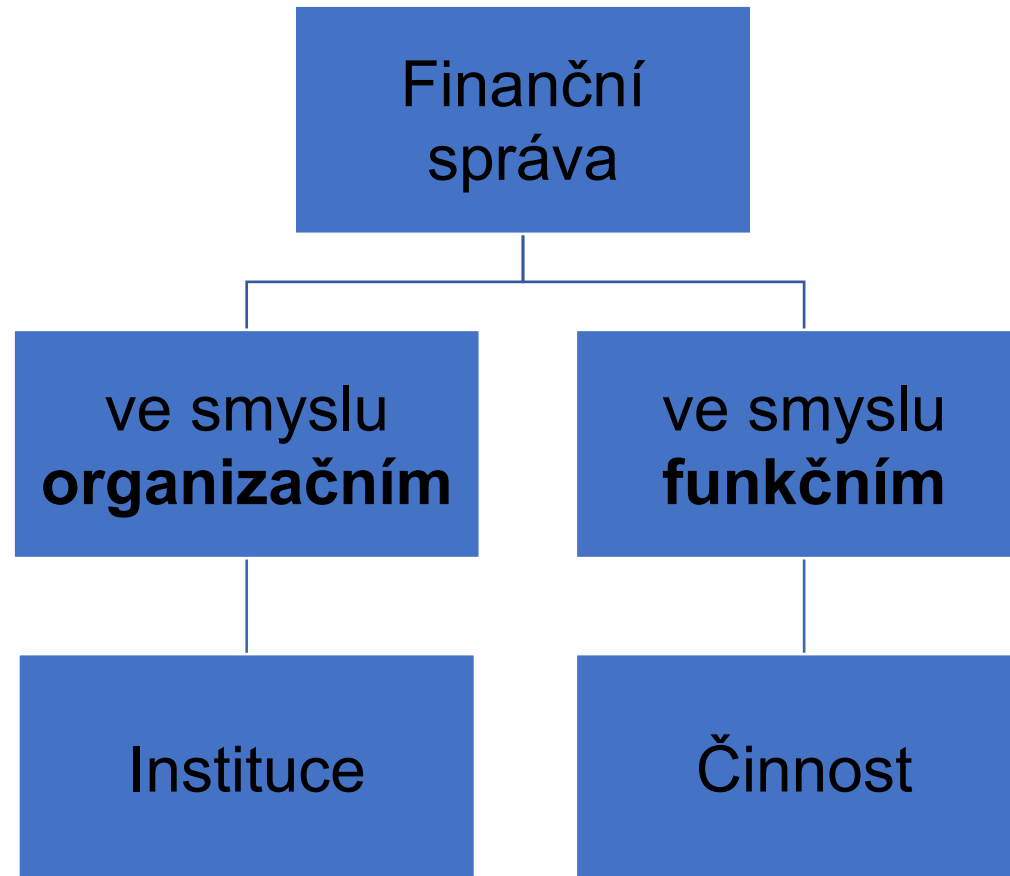 Finanční
správa
ve smyslu
organizačním
ve smyslu
funkčním
Instituce
Činnost